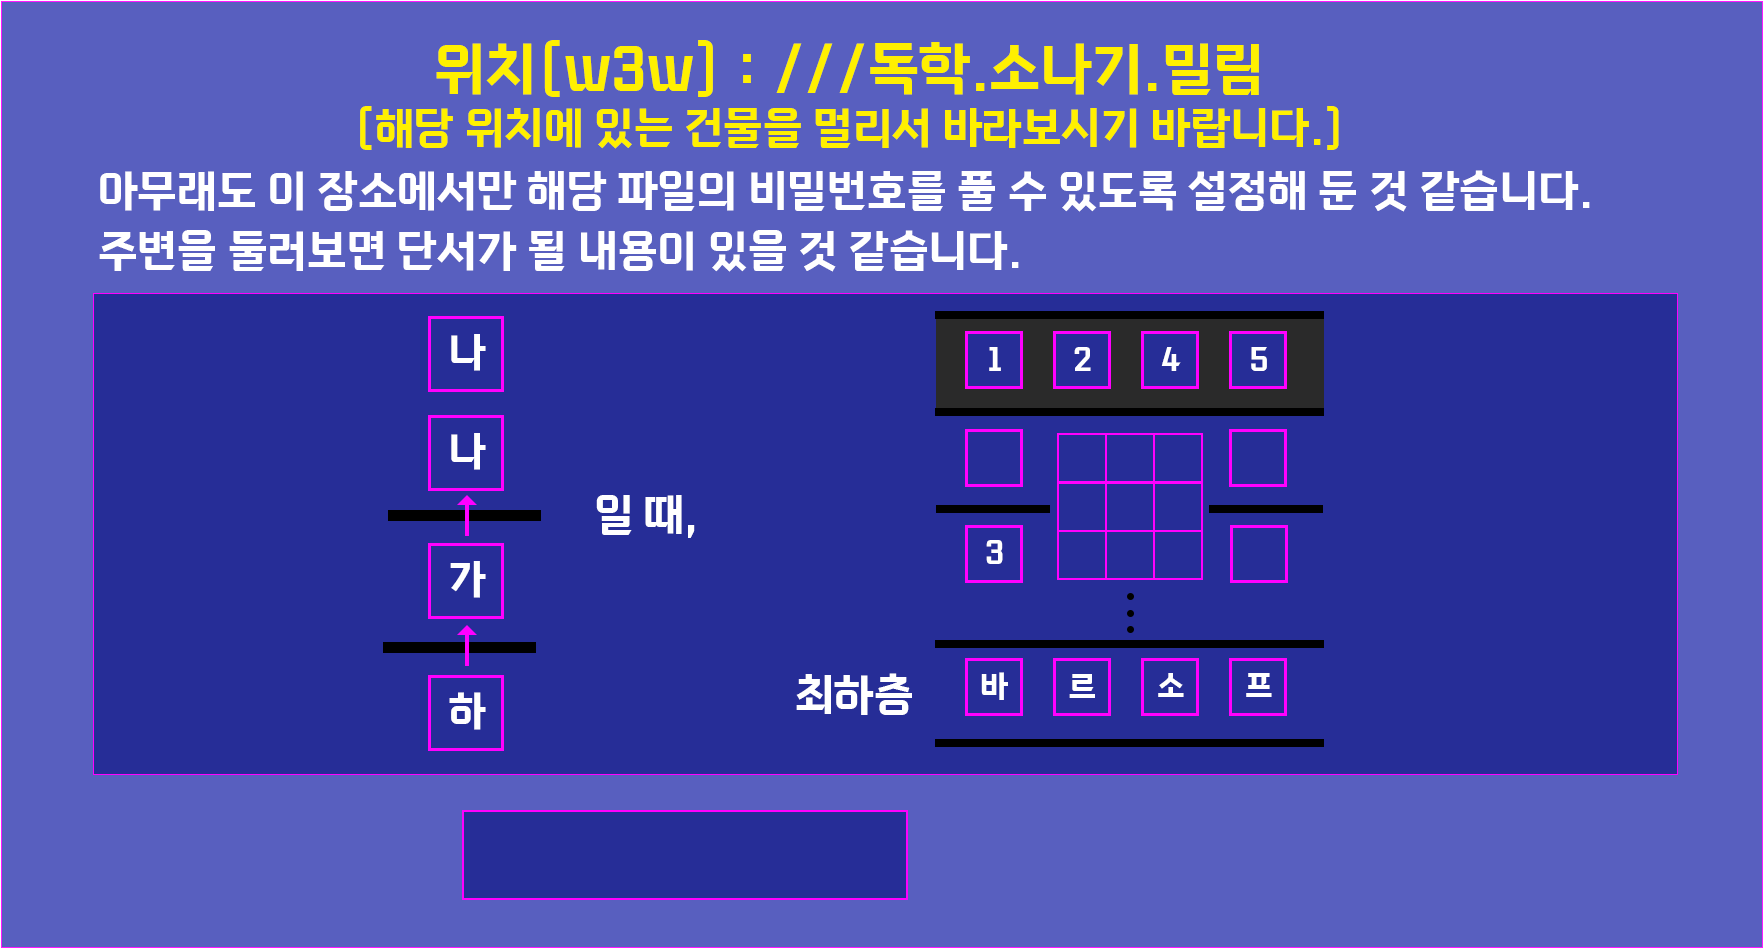 위치(w3w) : ///독학.소나기.밀림
(해당 위치에 있는 건물을 멀리서 바라보시기 바랍니다.)
아무래도 이 장소에서만 해당 파일의 비밀번호를 풀 수 있도록 설정해 둔 것 같습니다.
주변을 둘러보면 단서가 될 내용이 있을 것 같습니다.
나
나
가
하
일 때,
1 2 4 5
3
최하층 바 르 소 프